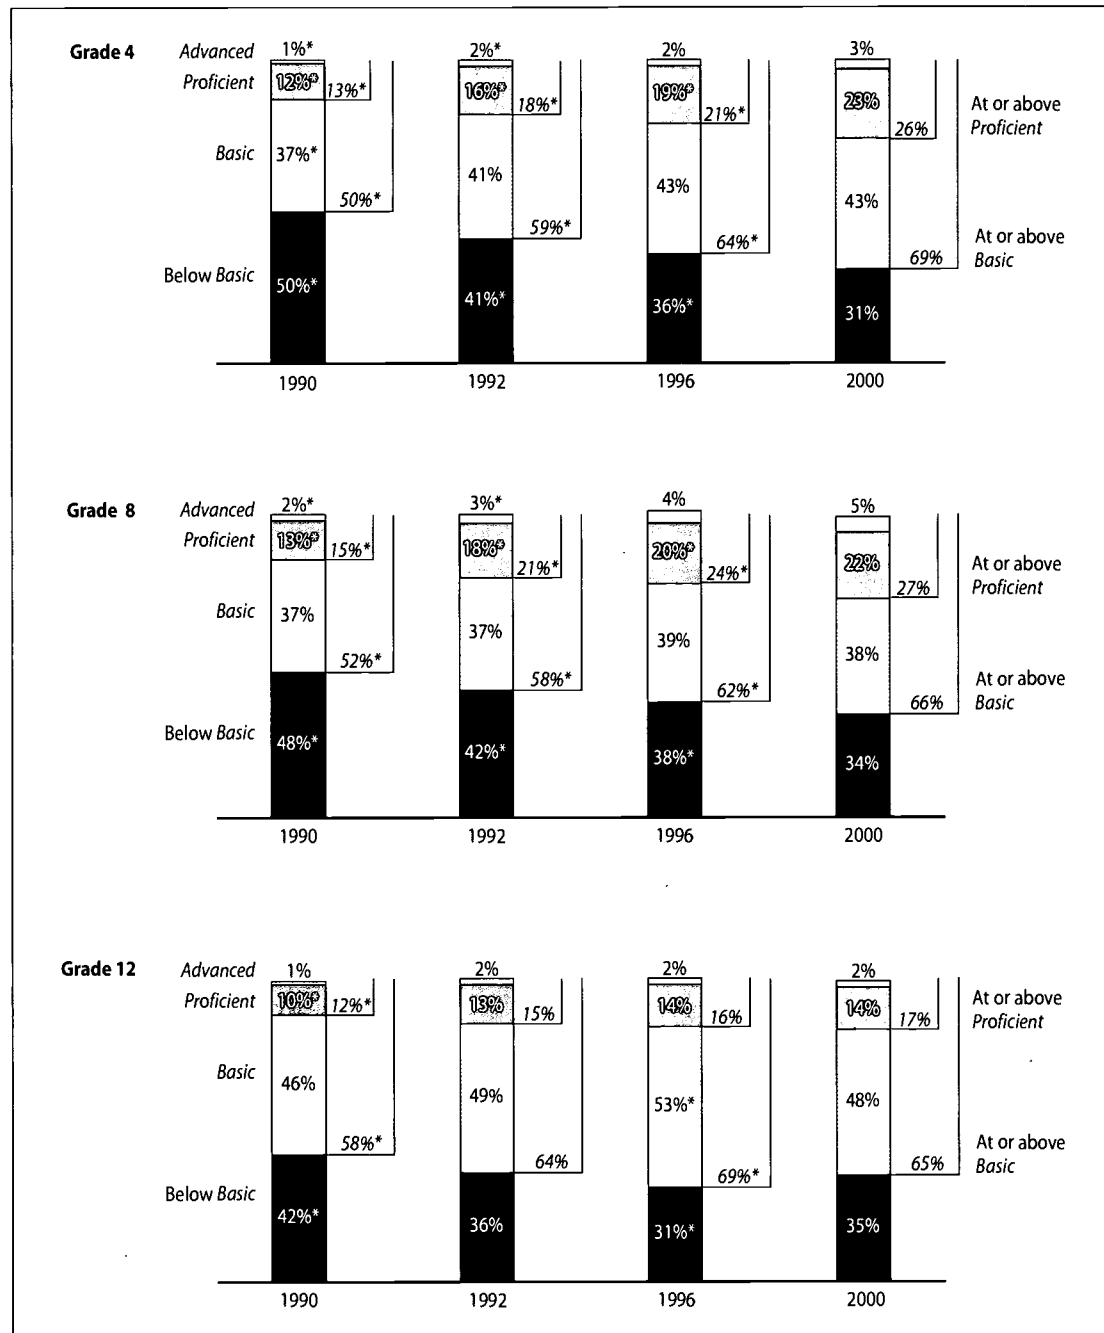 Grade 4
Advanced 1%* 2%* 2% 3%
Proficient 12%* 13%* 16%* 18%* 19%* 21%* 23% 26% At or above
Proficient
Basic 37%* 41% 43% 43%
50%* 59%* 64%* 69% At or above
Basic
Below Basic 50%* 41%* 36%* 31%
1990 1992 1996 2000
Grade 8
Advanced 2%* 3%* 4% 5%
Proficient 13%* 15%* 18%* 21%* 20%* 24%* 22% 27% At or above
Proficient
Basic 37% 37% 39% 38%
52%* 58%* 62%* 66% At or above
Basic
Below Basic 48%* 42%* 38%* 34%
1990 1992 1996 2000
Grade 12
Advanced 1% 2% 2% 2%
Proficient 10%* 12%* 13% 15% 14% 16% 14% 17% At or above
Proficient
Basic 46% 49% 53%* 48%
58%* 64% 69%* 65% At or above
Basic
Below Basic 42%* 36% 31%* 35%
1990 1992 1996 2000